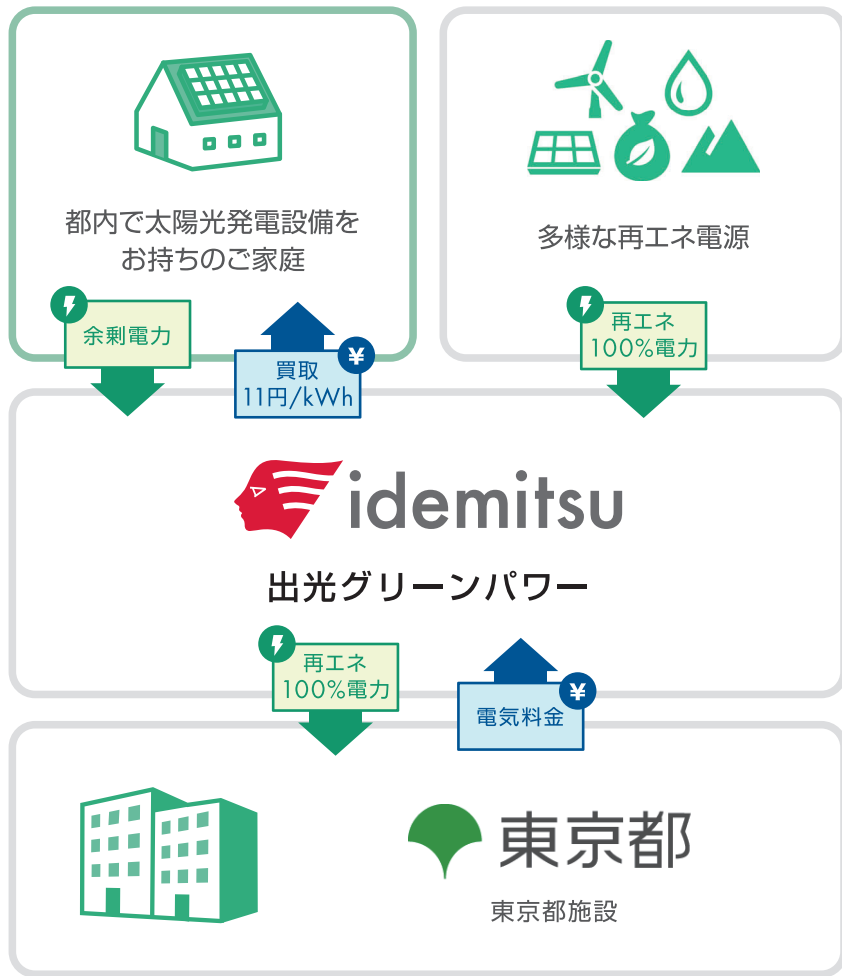 都内で太陽光発電設備を
お持ちのご家庭
多様な再エネ電源
余剰電力
買取
11円/kWh
¥
再エネ
100%電力
idemitsu
出光グリーンパワー
再エネ
100%電力
電気料金
¥
東京都
東京都施設